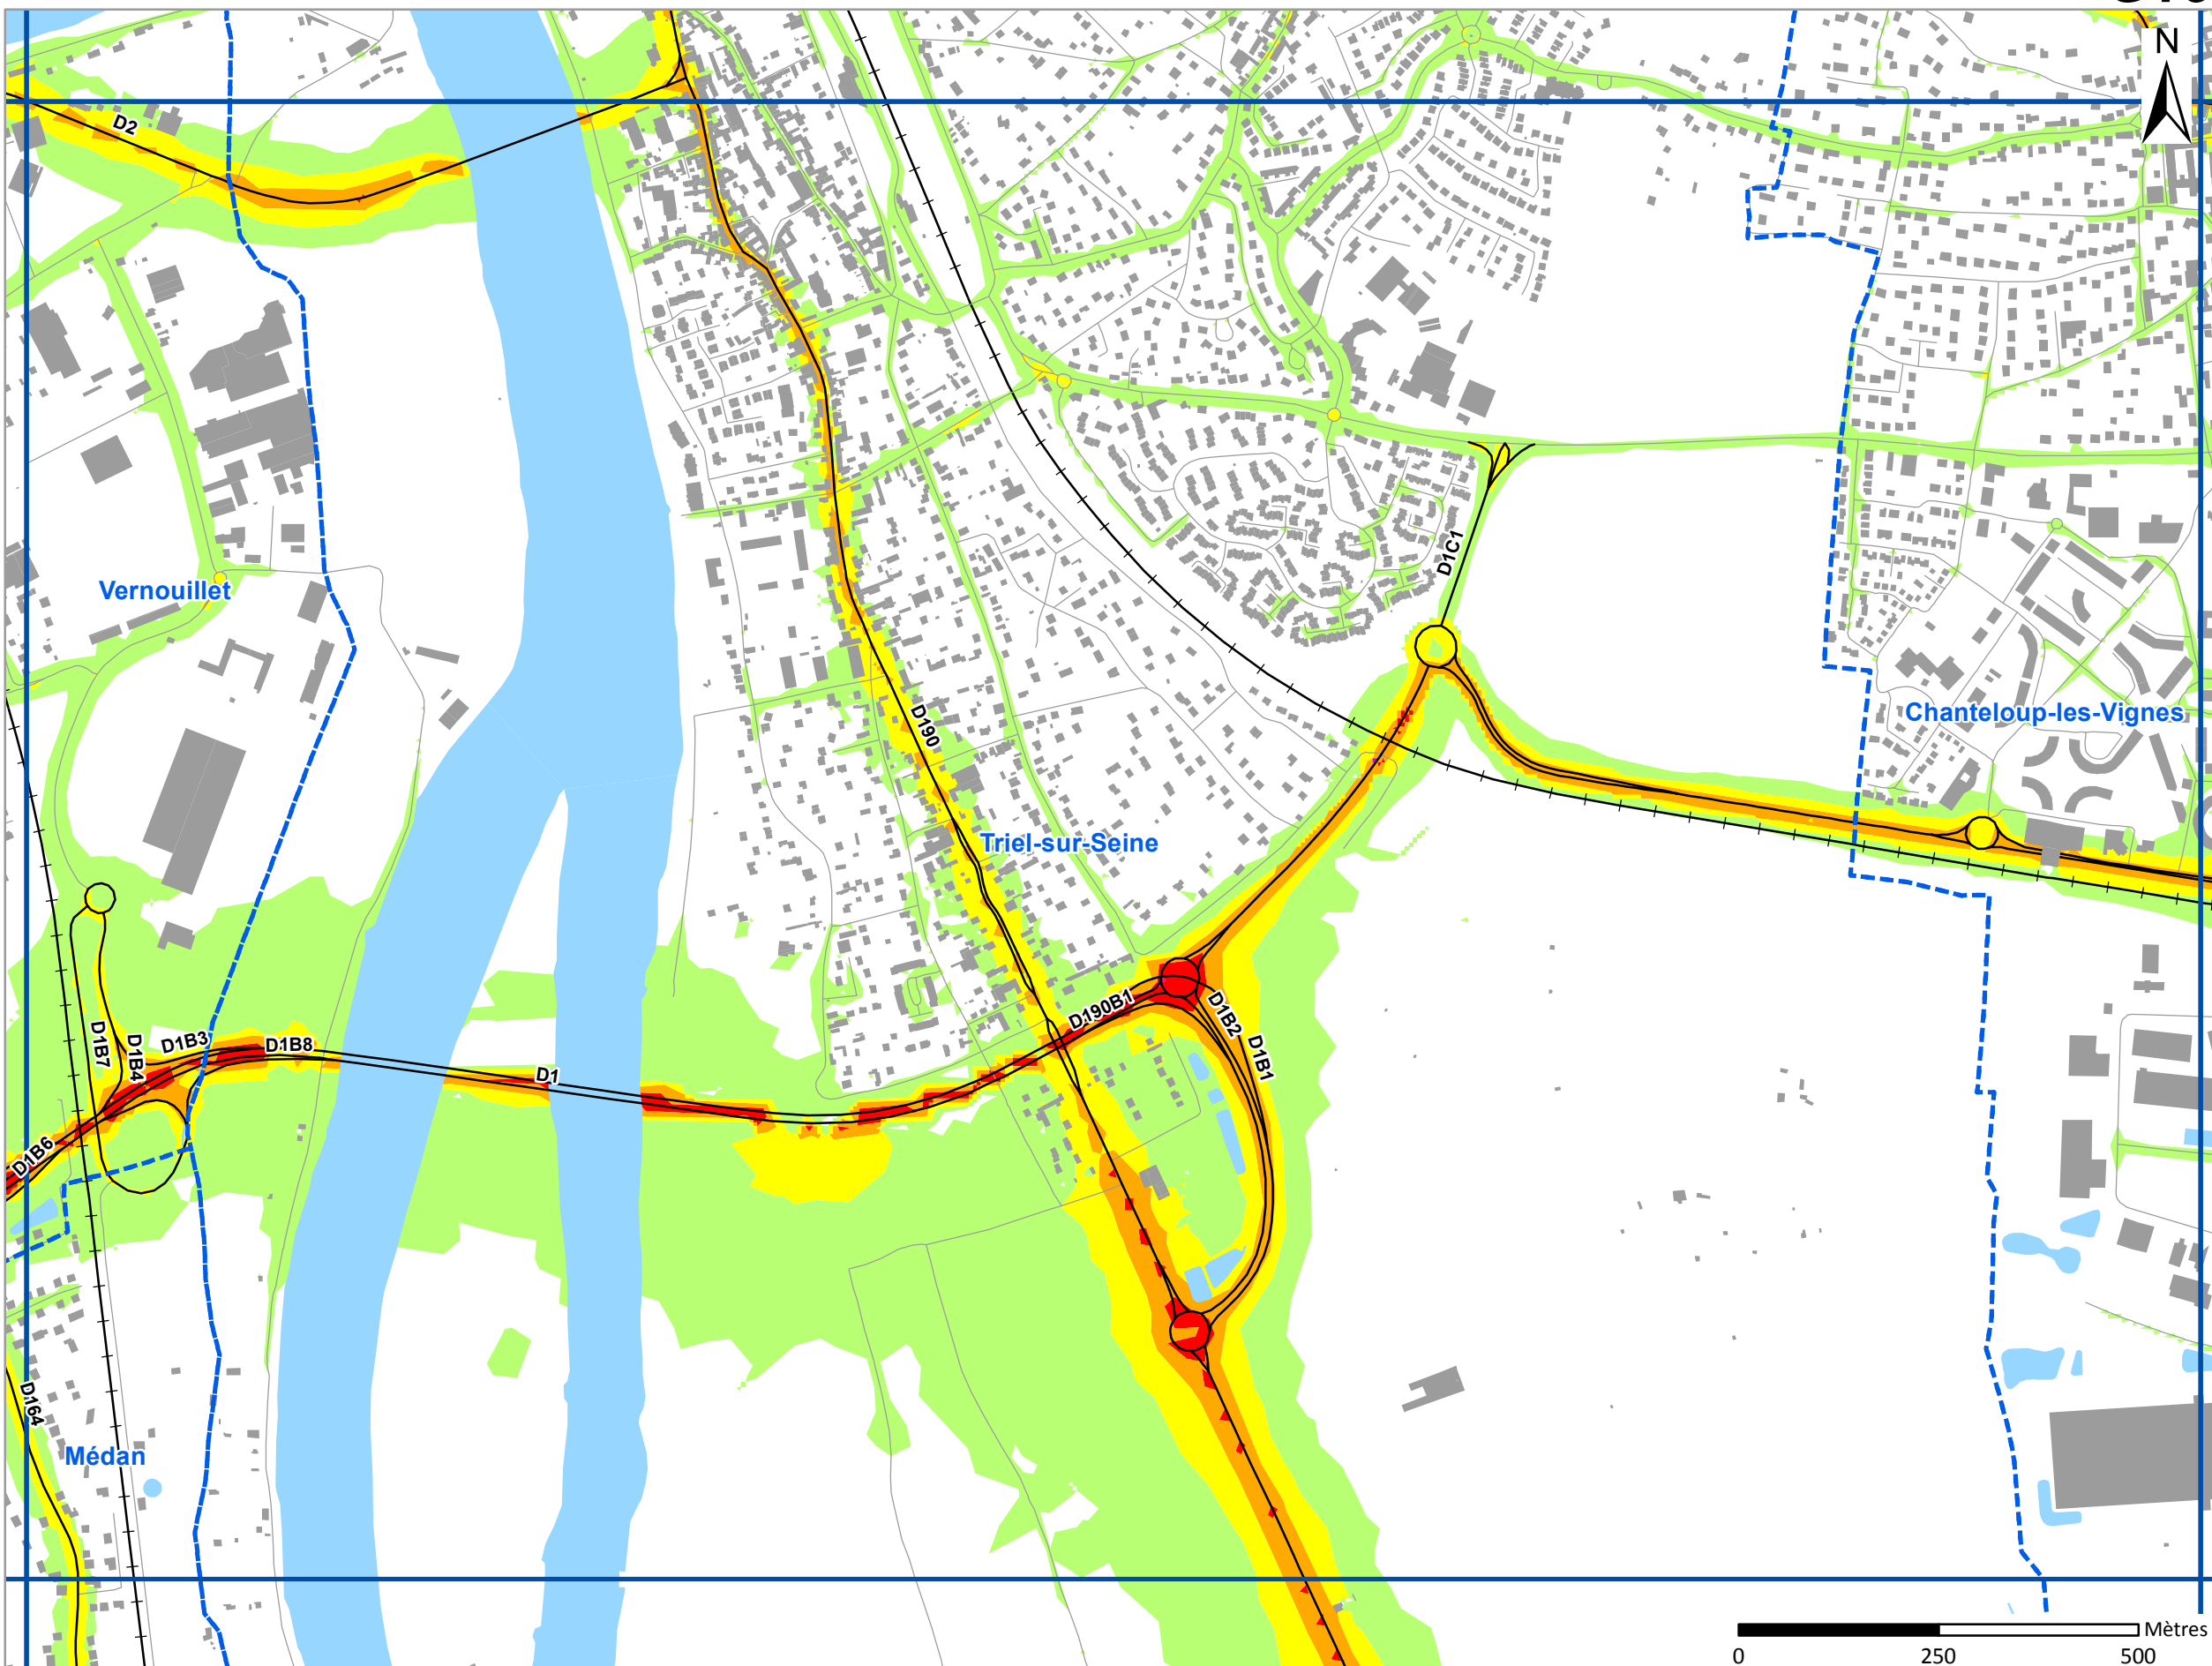 N
D2
Vernouillet
D1C1
Chanteloup-les-Vignes
D190
Triel-sur-Seine
D190B1
D1B2
D1B1
D1B7
D1B4
D1B3
D1B8
D1
D1B6
D164
Médan
Mètres
0
250
500